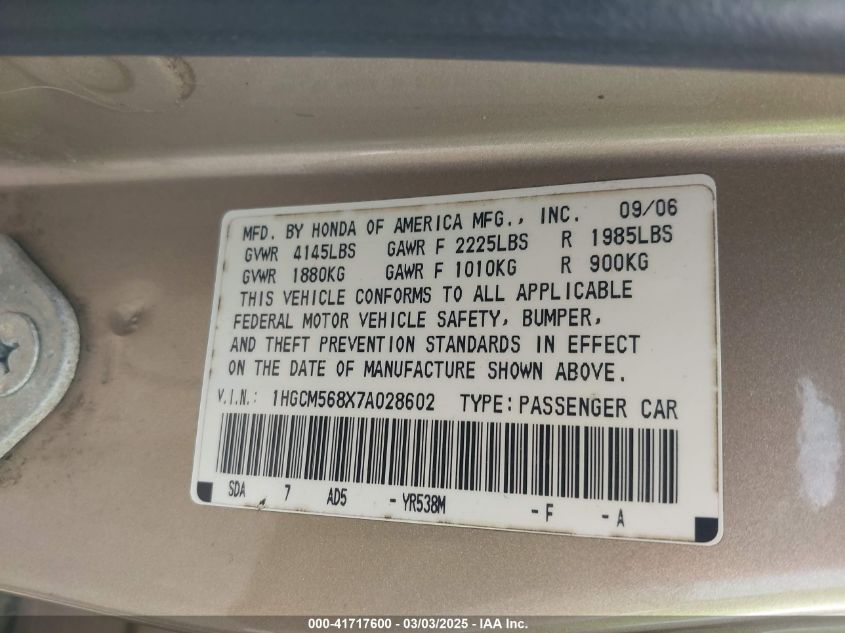 MFD. BY HONDA OF AMERICA MFG., INC. 09/06
GVWR 4145LBS GAWR F 2225LBS R 1985LBS
GVWR 1880KG GAWR F 1010KG R 900KG
THIS VEHICLE CONFORMS TO ALL APPLICABLE
FEDERAL MOTOR VEHICLE SAFETY, BUMPER,
AND THEFT PREVENTION STANDARDS IN EFFECT
ON THE DATE OF MANUFACTURE SHOWN ABOVE.
V.I.N.: 1HGCM568X7A028602 TYPE: PASSENGER CAR
SDA 7 AD5 - YR538M - F - A
000-41717600 - 03/03/2025 - IAA Inc.